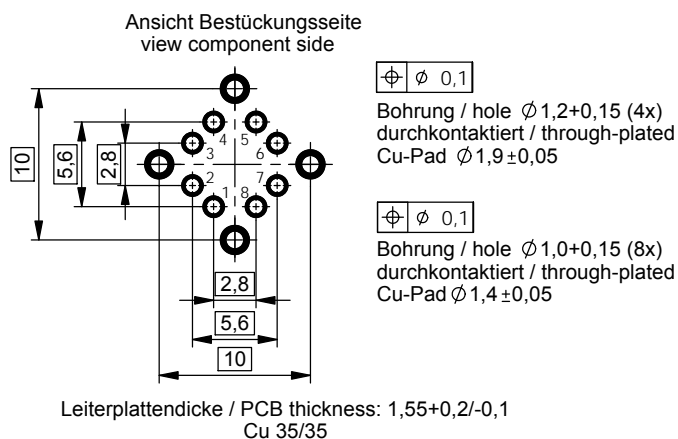 Ansicht Bestückungsseite
view component side
⌖ ϕ 0,1
Bohrung / hole ∅1,2+0,15 (4x)
durchkontaktiert / through-plated
Cu-Pad ∅1,9±0,05
10
5,6
2,8
4 5
3 6
2 7
1 8
⌖ ϕ 0,1
Bohrung / hole ∅1,0+0,15 (8x)
durchkontaktiert / through-plated
Cu-Pad ∅1,4±0,05
2,8
5,6
10
Leiterplattendicke / PCB thickness: 1,55+0,2/-0,1
Cu 35/35